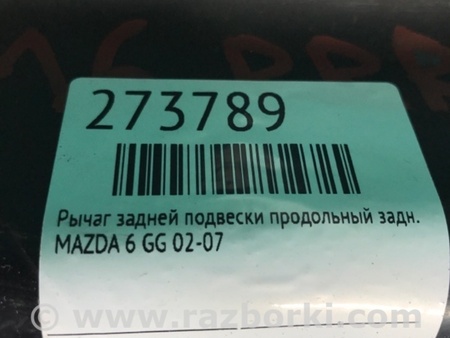 273789
Рычаг задней подвески продольный задн.
MAZDA 6 GG 02-07
© www.razborki.com